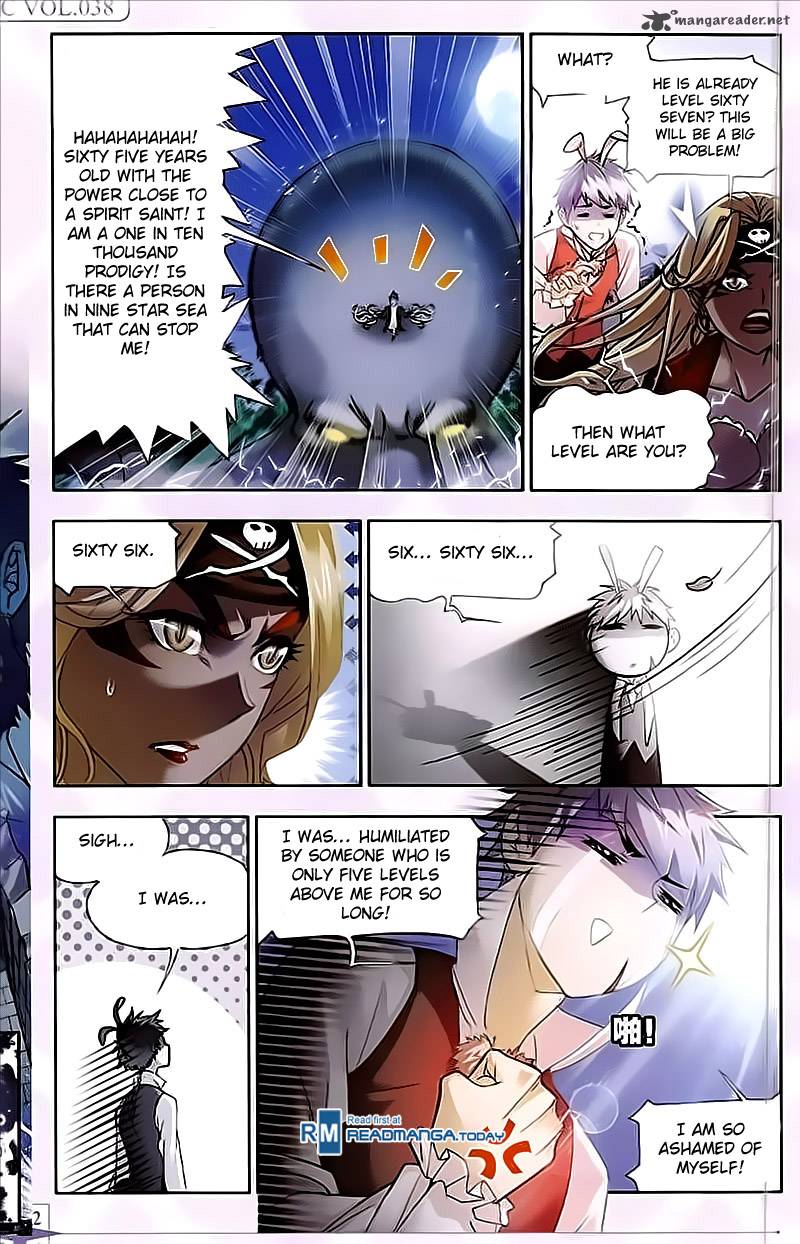 C VOL.038
mangareader.net
HAHAHAHAHAH!
SIXTY FIVE YEARS
OLD WITH THE
POWER CLOSE TO
A SPIRIT SAINT! I
AM A ONE IN TEN
THOUSAND
PRODIGY! IS
THERE A PERSON
IN NINE STAR SEA
THAT CAN STOP
ME!
WHAT?
HE IS ALREADY
LEVEL SIXTY
SEVEN? THIS
WILL BE A BIG
PROBLEM!
THEN WHAT
LEVEL ARE YOU?
SIXTY SIX.
SIX... SIXTY SIX...
SIGH...
I WAS...
I WAS... HUMILIATED
BY SOMEONE WHO IS
ONLY FIVE LEVELS
ABOVE ME FOR SO
LONG!
啪!
I AM SO
ASHAMED OF
MYSELF!
RM
Read first at
READMANGA.TODAY
2